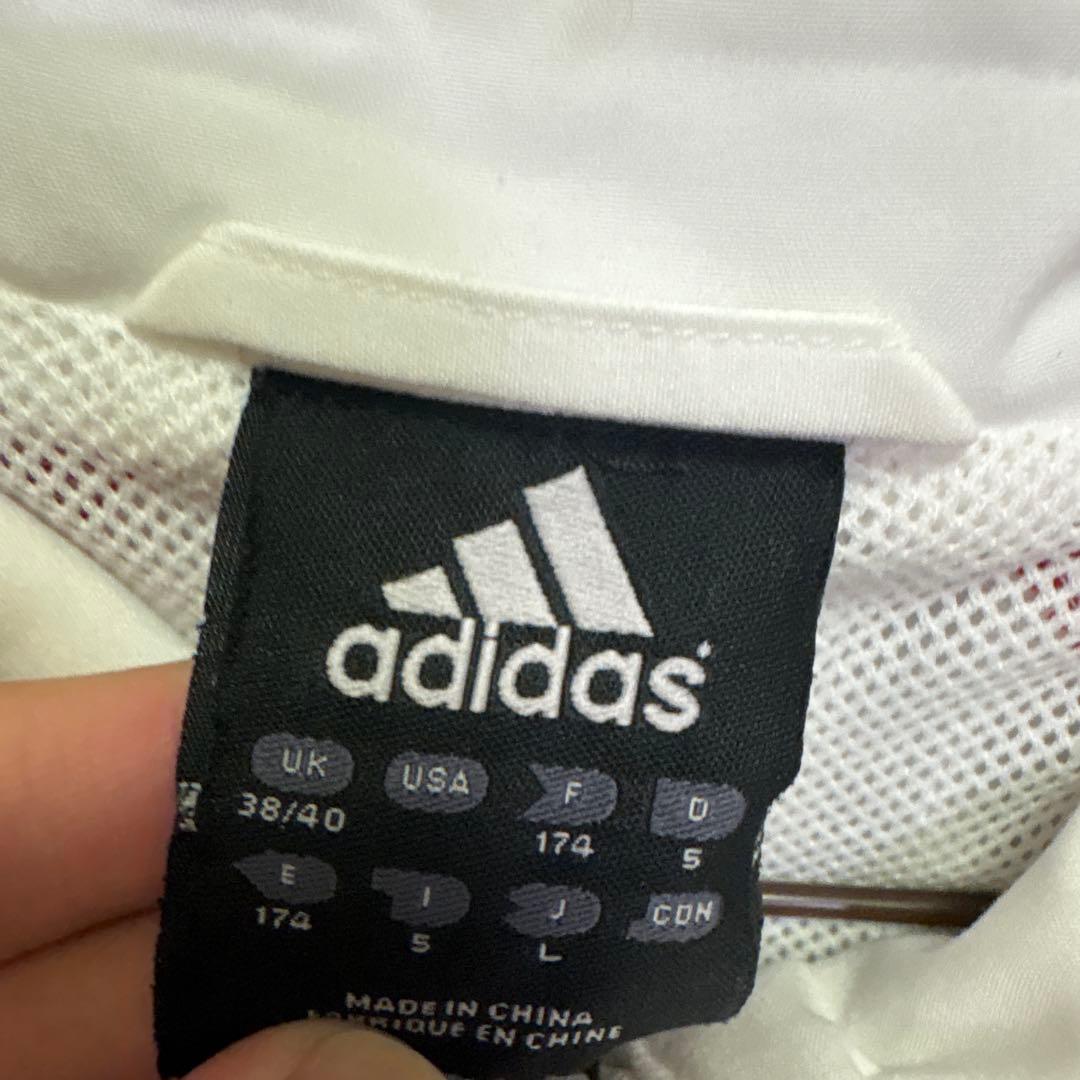 adidas
UK USA F D
38/40 174 5
E I J CDN
174 5 L
MADE IN CHINA
FABRIQUE EN CHINE